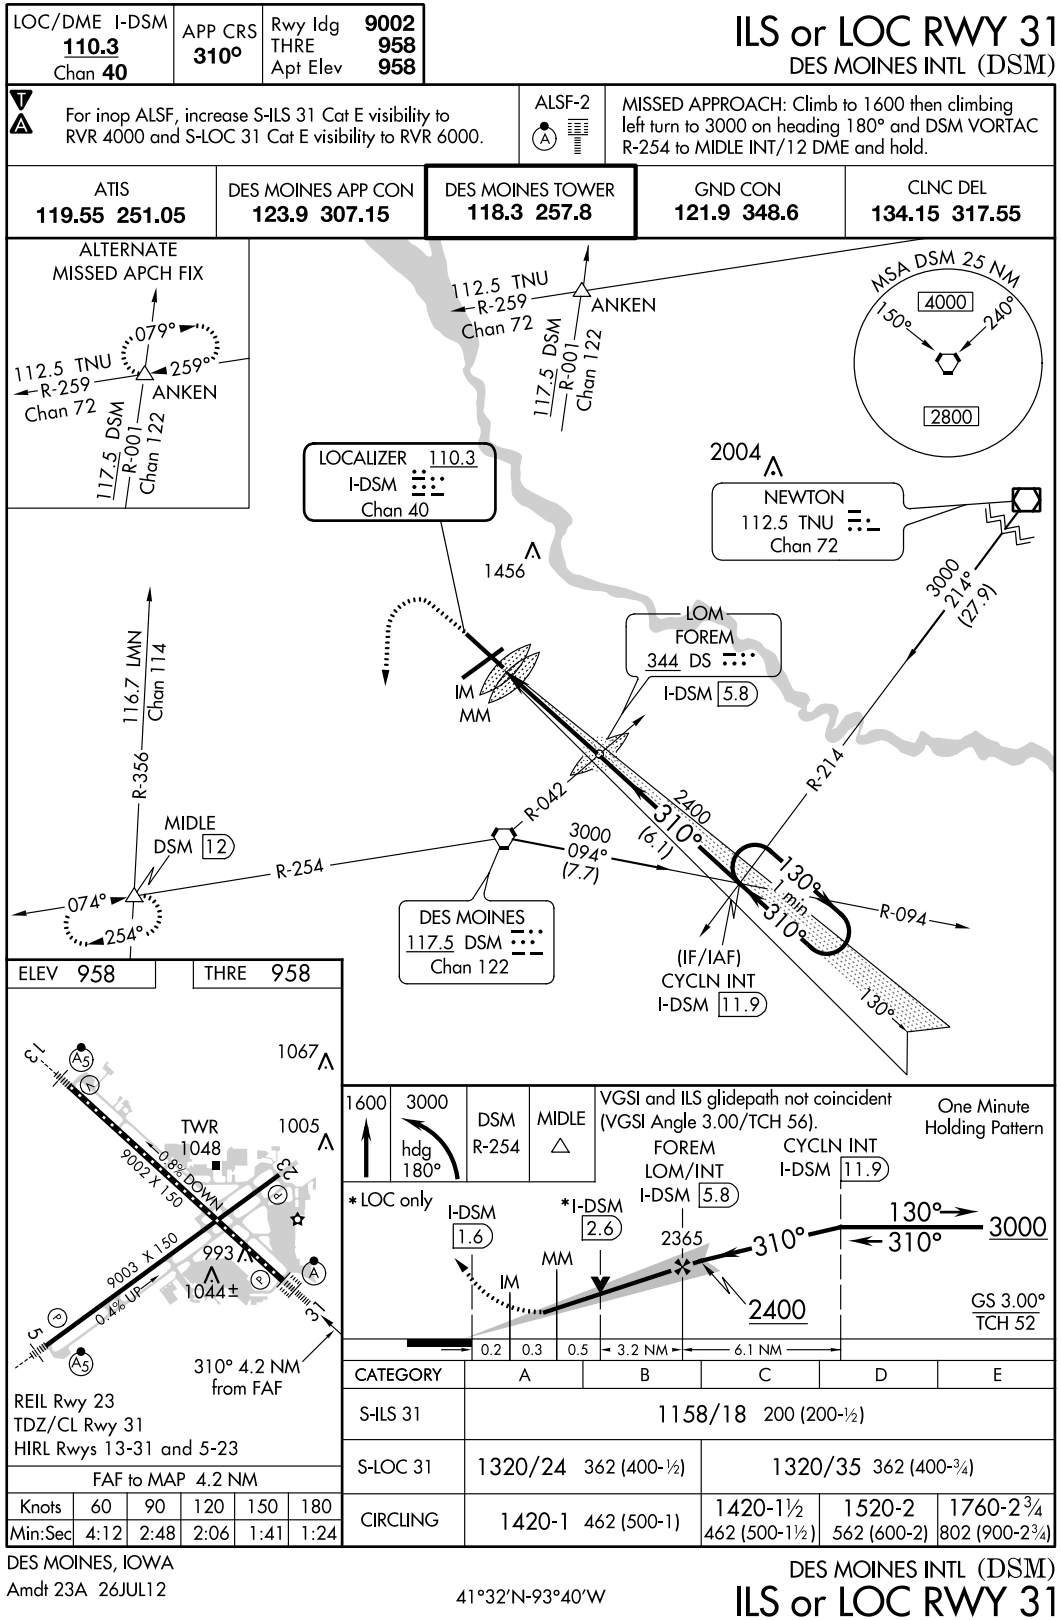 LOC/DME I-DSM
110.3
Chan 40
APP CRS
310°
Rwy ldg 9002
THRE 958
Apt Elev 958
ILS or LOC RWY 31
DES MOINES INTL (DSM)
T
A
For inop ALSF, increase S-ILS 31 Cat E visibility to
RVR 4000 and S-LOC 31 Cat E visibility to RVR 6000.
ALSF-2
A
MISSED APPROACH: Climb to 1600 then climbing
left turn to 3000 on heading 180° and DSM VORTAC
R-254 to MIDLE INT/12 DME and hold.
ATIS
119.55 251.05
DES MOINES APP CON
123.9 307.15
DES MOINES TOWER
118.3 257.8
GND CON
121.9 348.6
CLNC DEL
134.15 317.55
ALTERNATE
MISSED APCH FIX
079°
259°
112.5 TNU
R-259
Chan 72
ANKEN
117.5 DSM
R-001
Chan 122
112.5 TNU
R-259
Chan 72
ANKEN
117.5 DSM
R-001
Chan 122
MSA DSM 25 NM
4000
150°
240°
2800
LOCALIZER 110.3
I-DSM
Chan 40
2004
NEWTON
112.5 TNU
Chan 72
1456
3000
214°
(27.9)
LOM
FOREM
344 DS
I-DSM 5.8
IM
MM
116.7 LMN
Chan 114
R-356
R-214
R-042
2400
310°
(6.1)
MIDLE
DSM 12
R-254
3000
094°
(7.7)
130°
1 min
310°
R-094
074°
254°
DES MOINES
117.5 DSM
Chan 122
(IF/IAF)
CYCLN INT
I-DSM 11.9
130°
ELEV 958
THRE 958
13
A5
V
1067
TWR
1048
1005
0.8% DOWN
9002 X 150
23
P
993
1044±
9003 X 150
0.4% UP
P
P
A
5
A5
31
310° 4.2 NM
from FAF
REIL Rwy 23
TDZ/CL Rwy 31
HIRL Rwys 13-31 and 5-23
FAF to MAP 4.2 NM
Knots 60 90 120 150 180
Min:Sec 4:12 2:48 2:06 1:41 1:24
1600
3000
hdg
180°
DSM
R-254
MIDLE
VGSI and ILS glidepath not coincident
(VGSI Angle 3.00/TCH 56).
One Minute
Holding Pattern
FOREM
LOM/INT
I-DSM 5.8
CYCLN INT
I-DSM 11.9
* LOC only
I-DSM
1.6
*I-DSM
2.6
2365
310°
130°
310°
3000
MM
IM
2400
GS 3.00°
TCH 52
0.2 0.3 0.5 3.2 NM 6.1 NM
CATEGORY A B C D E
S-ILS 31 1158/18 200 (200-½)
S-LOC 31 1320/24 362 (400-½) 1320/35 362 (400-¾)
CIRCLING 1420-1 462 (500-1)
1420-1½
462 (500-1½)
1520-2
562 (600-2)
1760-2¾
802 (900-2¾)
DES MOINES, IOWA
Amdt 23A 26JUL12
41°32'N-93°40'W
DES MOINES INTL (DSM)
ILS or LOC RWY 31